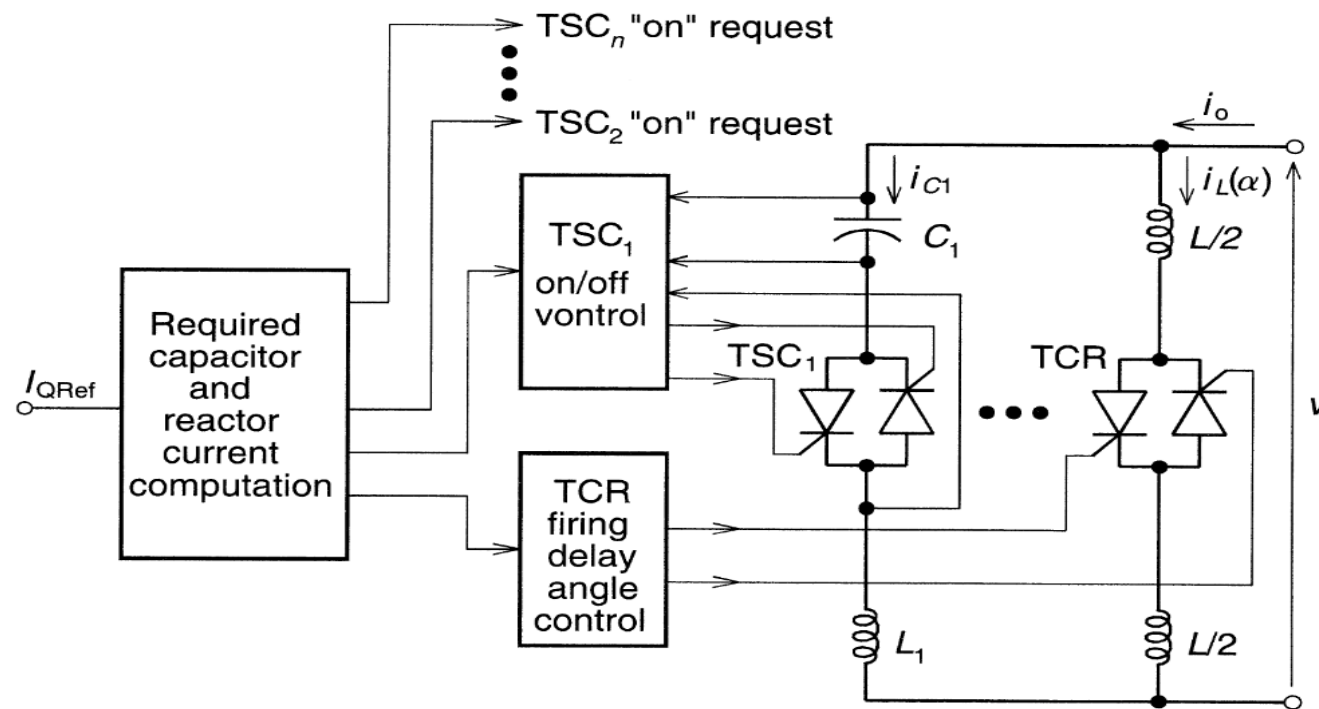 TSCn "on" request
TSC2 "on" request
io
iC1
iL(α)
TSC1
on/off
vontrol
C1
L/2
Required
capacitor
and
reactor
current
computation
IQRef
TSC1
TCR
v
TCR
firing
delay
angle
control
L1
L/2